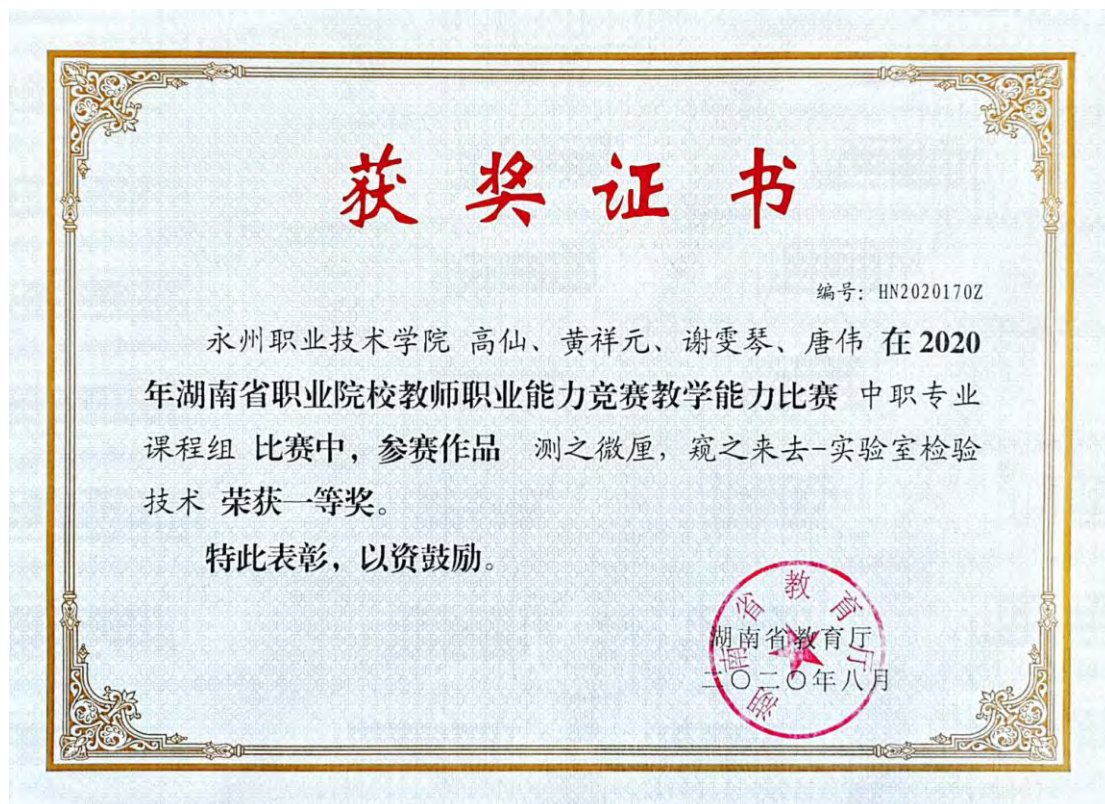 获奖证书
编号：HN2020170Z
永州职业技术学院 高仙、黄祥元、谢雯琴、唐伟 在2020
年湖南省职业院校教师职业能力竞赛教学能力比赛 中职专业
课程组 比赛中，参赛作品 测之微厘，窥之来去-实验室检验
技术 荣获一等奖。
特此表彰，以资鼓励。
湖南省教育厅
湖南省教育厅
二〇二〇年八月